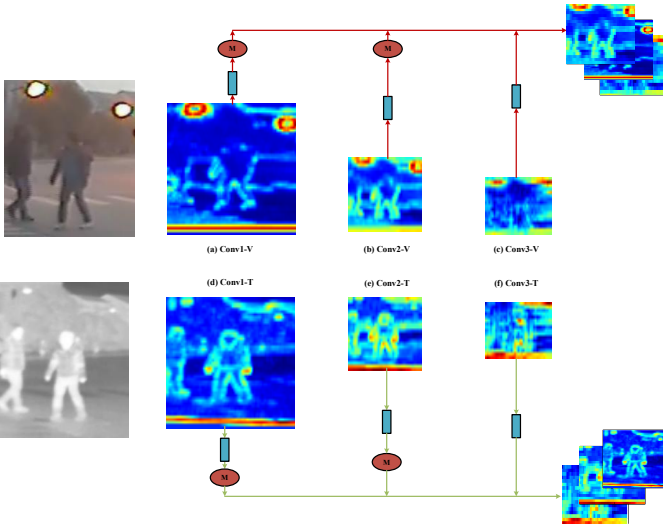 M
M
(a) Conv1-V
(b) Conv2-V
(c) Conv3-V
(d) Conv1-T
(e) Conv2-T
(f) Conv3-T
M
M